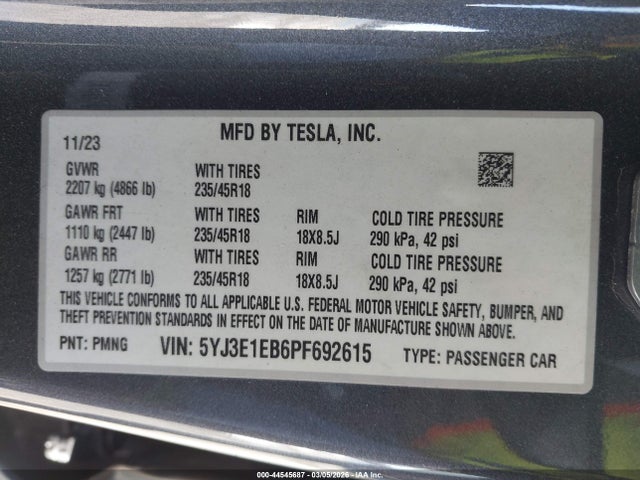 MFD BY TESLA, INC.
11/23
GVWR WITH TIRES
2207 kg (4866 lb) 235/45R18
GAWR FRT WITH TIRES RIM COLD TIRE PRESSURE
1110 kg (2447 lb) 235/45R18 18X8.5J 290 kPa, 42 psi
GAWR RR WITH TIRES RIM COLD TIRE PRESSURE
1257 kg (2771 lb) 235/45R18 18X8.5J 290 kPa, 42 psi
THIS VEHICLE CONFORMS TO ALL APPLICABLE U.S. FEDERAL MOTOR VEHICLE SAFETY, BUMPER, AND
THEFT PREVENTION STANDARDS IN EFFECT ON THE DATE OF MANUFACTURE SHOWN ABOVE.
PNT: PMNG VIN: 5YJ3E1EB6PF692615 TYPE: PASSENGER CAR
000-44545687 | 03/05/2026 - IAA Inc.